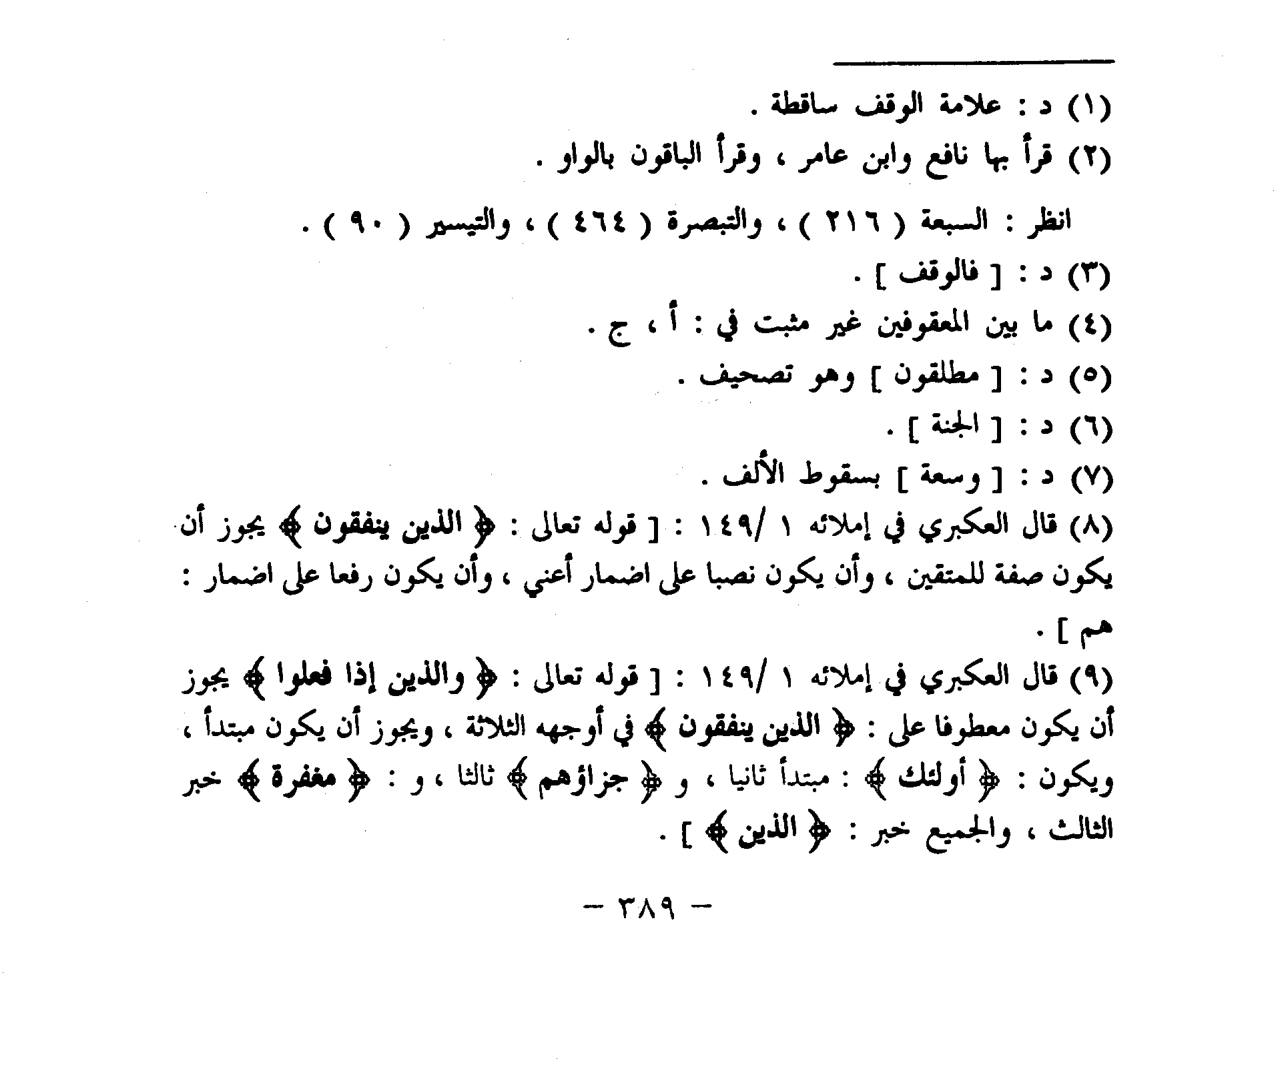 (١) د : علامة الوقف ساقطة .
(٢) قرأ بها نافع وابن عامر ، وقرأ الباقون بالواو .
انظر : السبعة ( ٢١٦ ) ، والتبصرة ( ٤٦٤ ) ، والتيسير ( ٩٠ ) .
(٣) د : [ فالوقف ] .
(٤) ما بين المعقوفين غير مثبت في : أ ، ج .
(٥) د : [ مطلقون ] وهو تصحيف .
(٦) د : [ الجنة ] .
(٧) د : [ وسعة ] بسقوط الألف .
(٨) قال العكبري في إملائه ١ /١٤٩ : [ قوله تعالى : ﴿ الذين ينفقون ﴾ يجوز أن
يكون صفة للمتقين ، وأن يكون نصبا على اضمار أعني ، وأن يكون رفعا على اضمار :
هم ] .
(٩) قال العكبري في إملائه ١ /١٤٩ : [ قوله تعالى : ﴿ والذين إذا فعلوا ﴾ يجوز
أن يكون معطوفا على : ﴿ الذين ينفقون ﴾ في أوجهه الثلاثة ، ويجوز أن يكون مبتدأ ،
ويكون : ﴿ أولئك ﴾ : مبتدأ ثانيا ، و ﴿ جزاؤهم ﴾ ثالثا ، و : ﴿ مغفرة ﴾ خبر
الثالث ، والجميع خبر : ﴿ الذين ﴾ ] .
– ٣٨٩ –